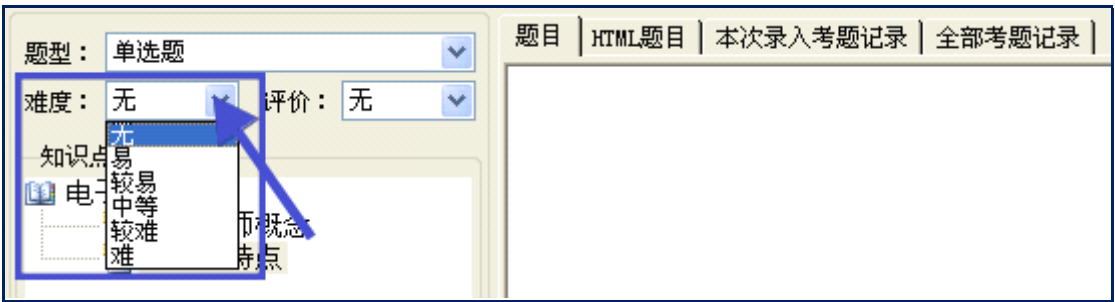 题型： 单选题
题目 HTML题目 本次录入考题记录 全部考题记录
难度： 无 评价： 无
无
知识点
易
电子
较易
中等
师概念
较难
特点
难